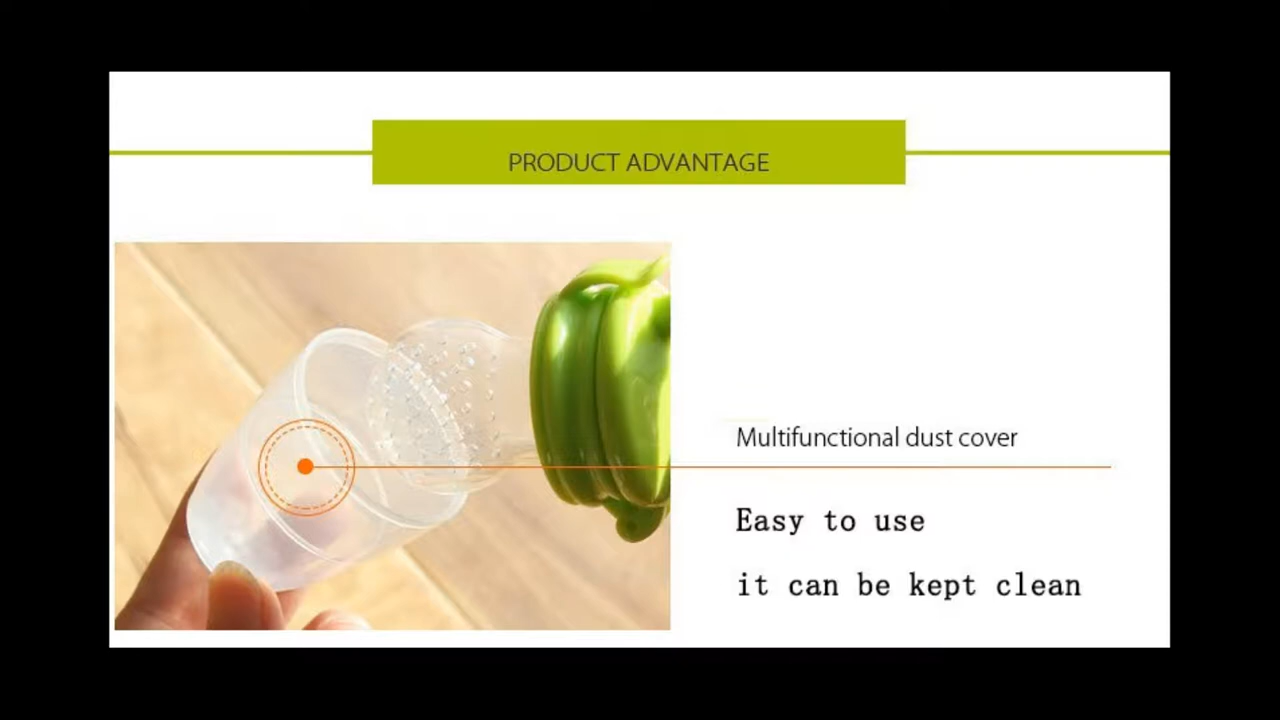 PRODUCT ADVANTAGE
Multifunctional dust cover
Easy to use
it can be kept clean